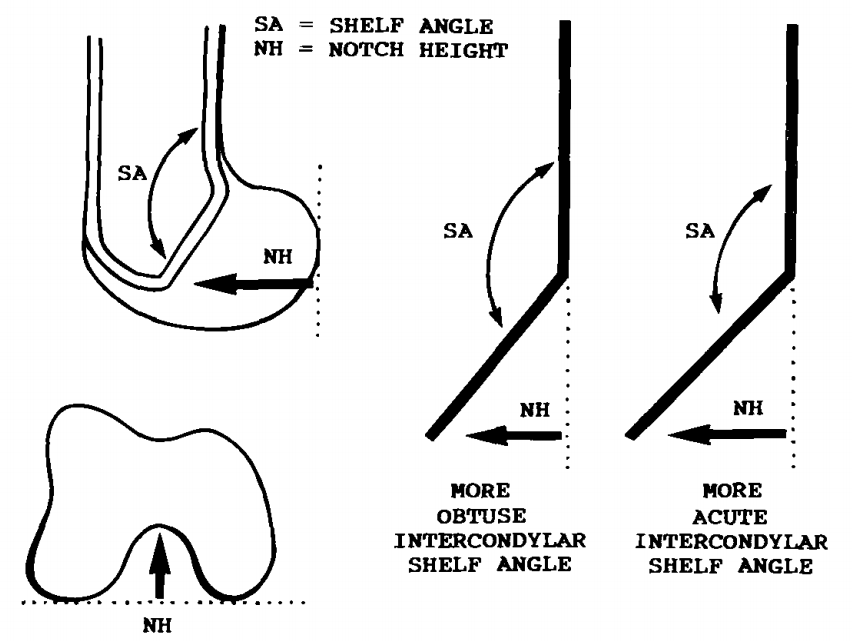 SA = SHELF ANGLE
NH = NOTCH HEIGHT
SA
NH
NH
SA
NH
MORE
OBTUSE
INTERCONDYLAR
SHELF ANGLE
SA
NH
MORE
ACUTE
INTERCONDYLAR
SHELF ANGLE